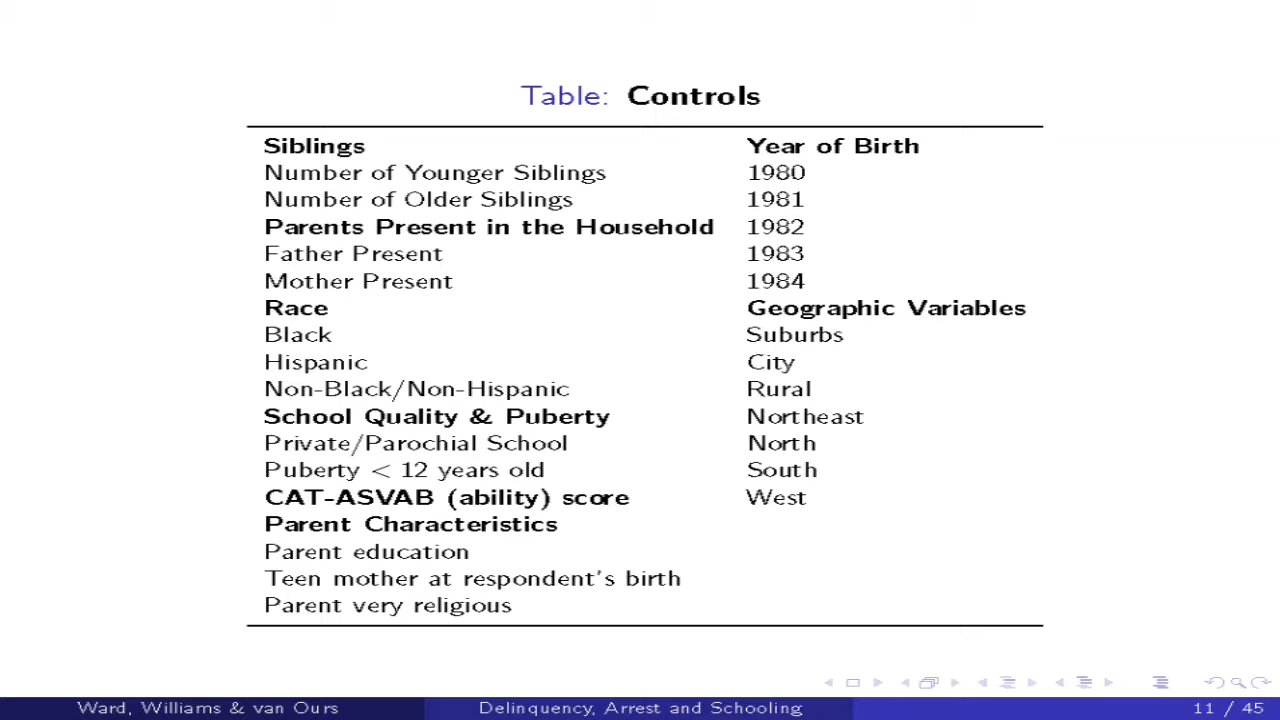 Table: Controls
Siblings
Number of Younger Siblings
Number of Older Siblings
Parents Present in the Household
Father Present
Mother Present
Race
Black
Hispanic
Non-Black/Non-Hispanic
School Quality & Puberty
Private/Parochial School
Puberty < 12 years old
CAT-ASVAB (ability) score
Parent Characteristics
Parent education
Teen mother at respondent's birth
Parent very religious
Year of Birth
1980
1981
1982
1983
1984
Geographic Variables
Suburbs
City
Rural
Northeast
North
South
West
Ward, Williams & van Ours
Delinquency, Arrest and Schooling
11 / 45